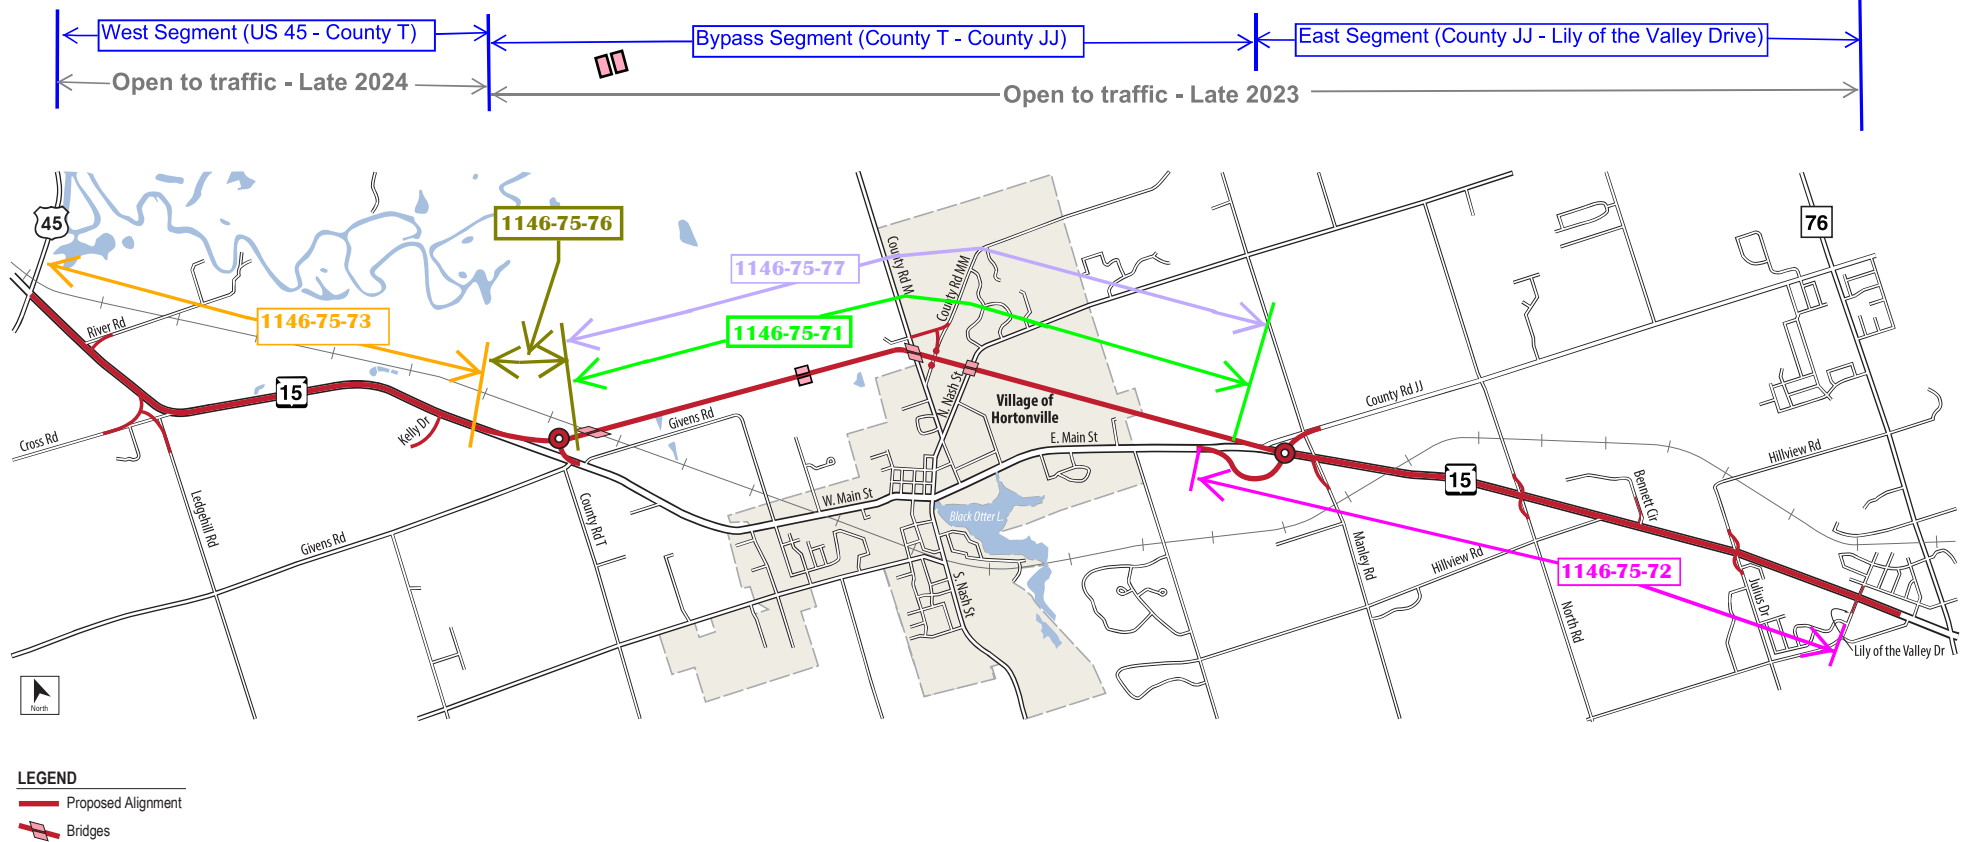 West Segment (US 45 - County T)
Bypass Segment (County T - County JJ)
East Segment (County JJ - Lily of the Valley Drive)
Open to traffic - Late 2024
Open to traffic - Late 2023
45
1146-75-76
76
1146-75-77
County Rd M
County Rd MM
1146-75-73
1146-75-71
River Rd
15
N. Nash St
Village of
Hortonville
County Rd JJ
Givens Rd
Kelly Dr
Cross Rd
E. Main St
Hillview Rd
15
W. Main St
Bennett Cir
Ledgehill Rd
County Rd T
Black Otter L.
Givens Rd
Manley Rd
Hillview Rd
1146-75-72
S. Nash St
Julius Dr
North Rd
Lily of the Valley Dr
North
LEGEND
Proposed Alignment
Bridges